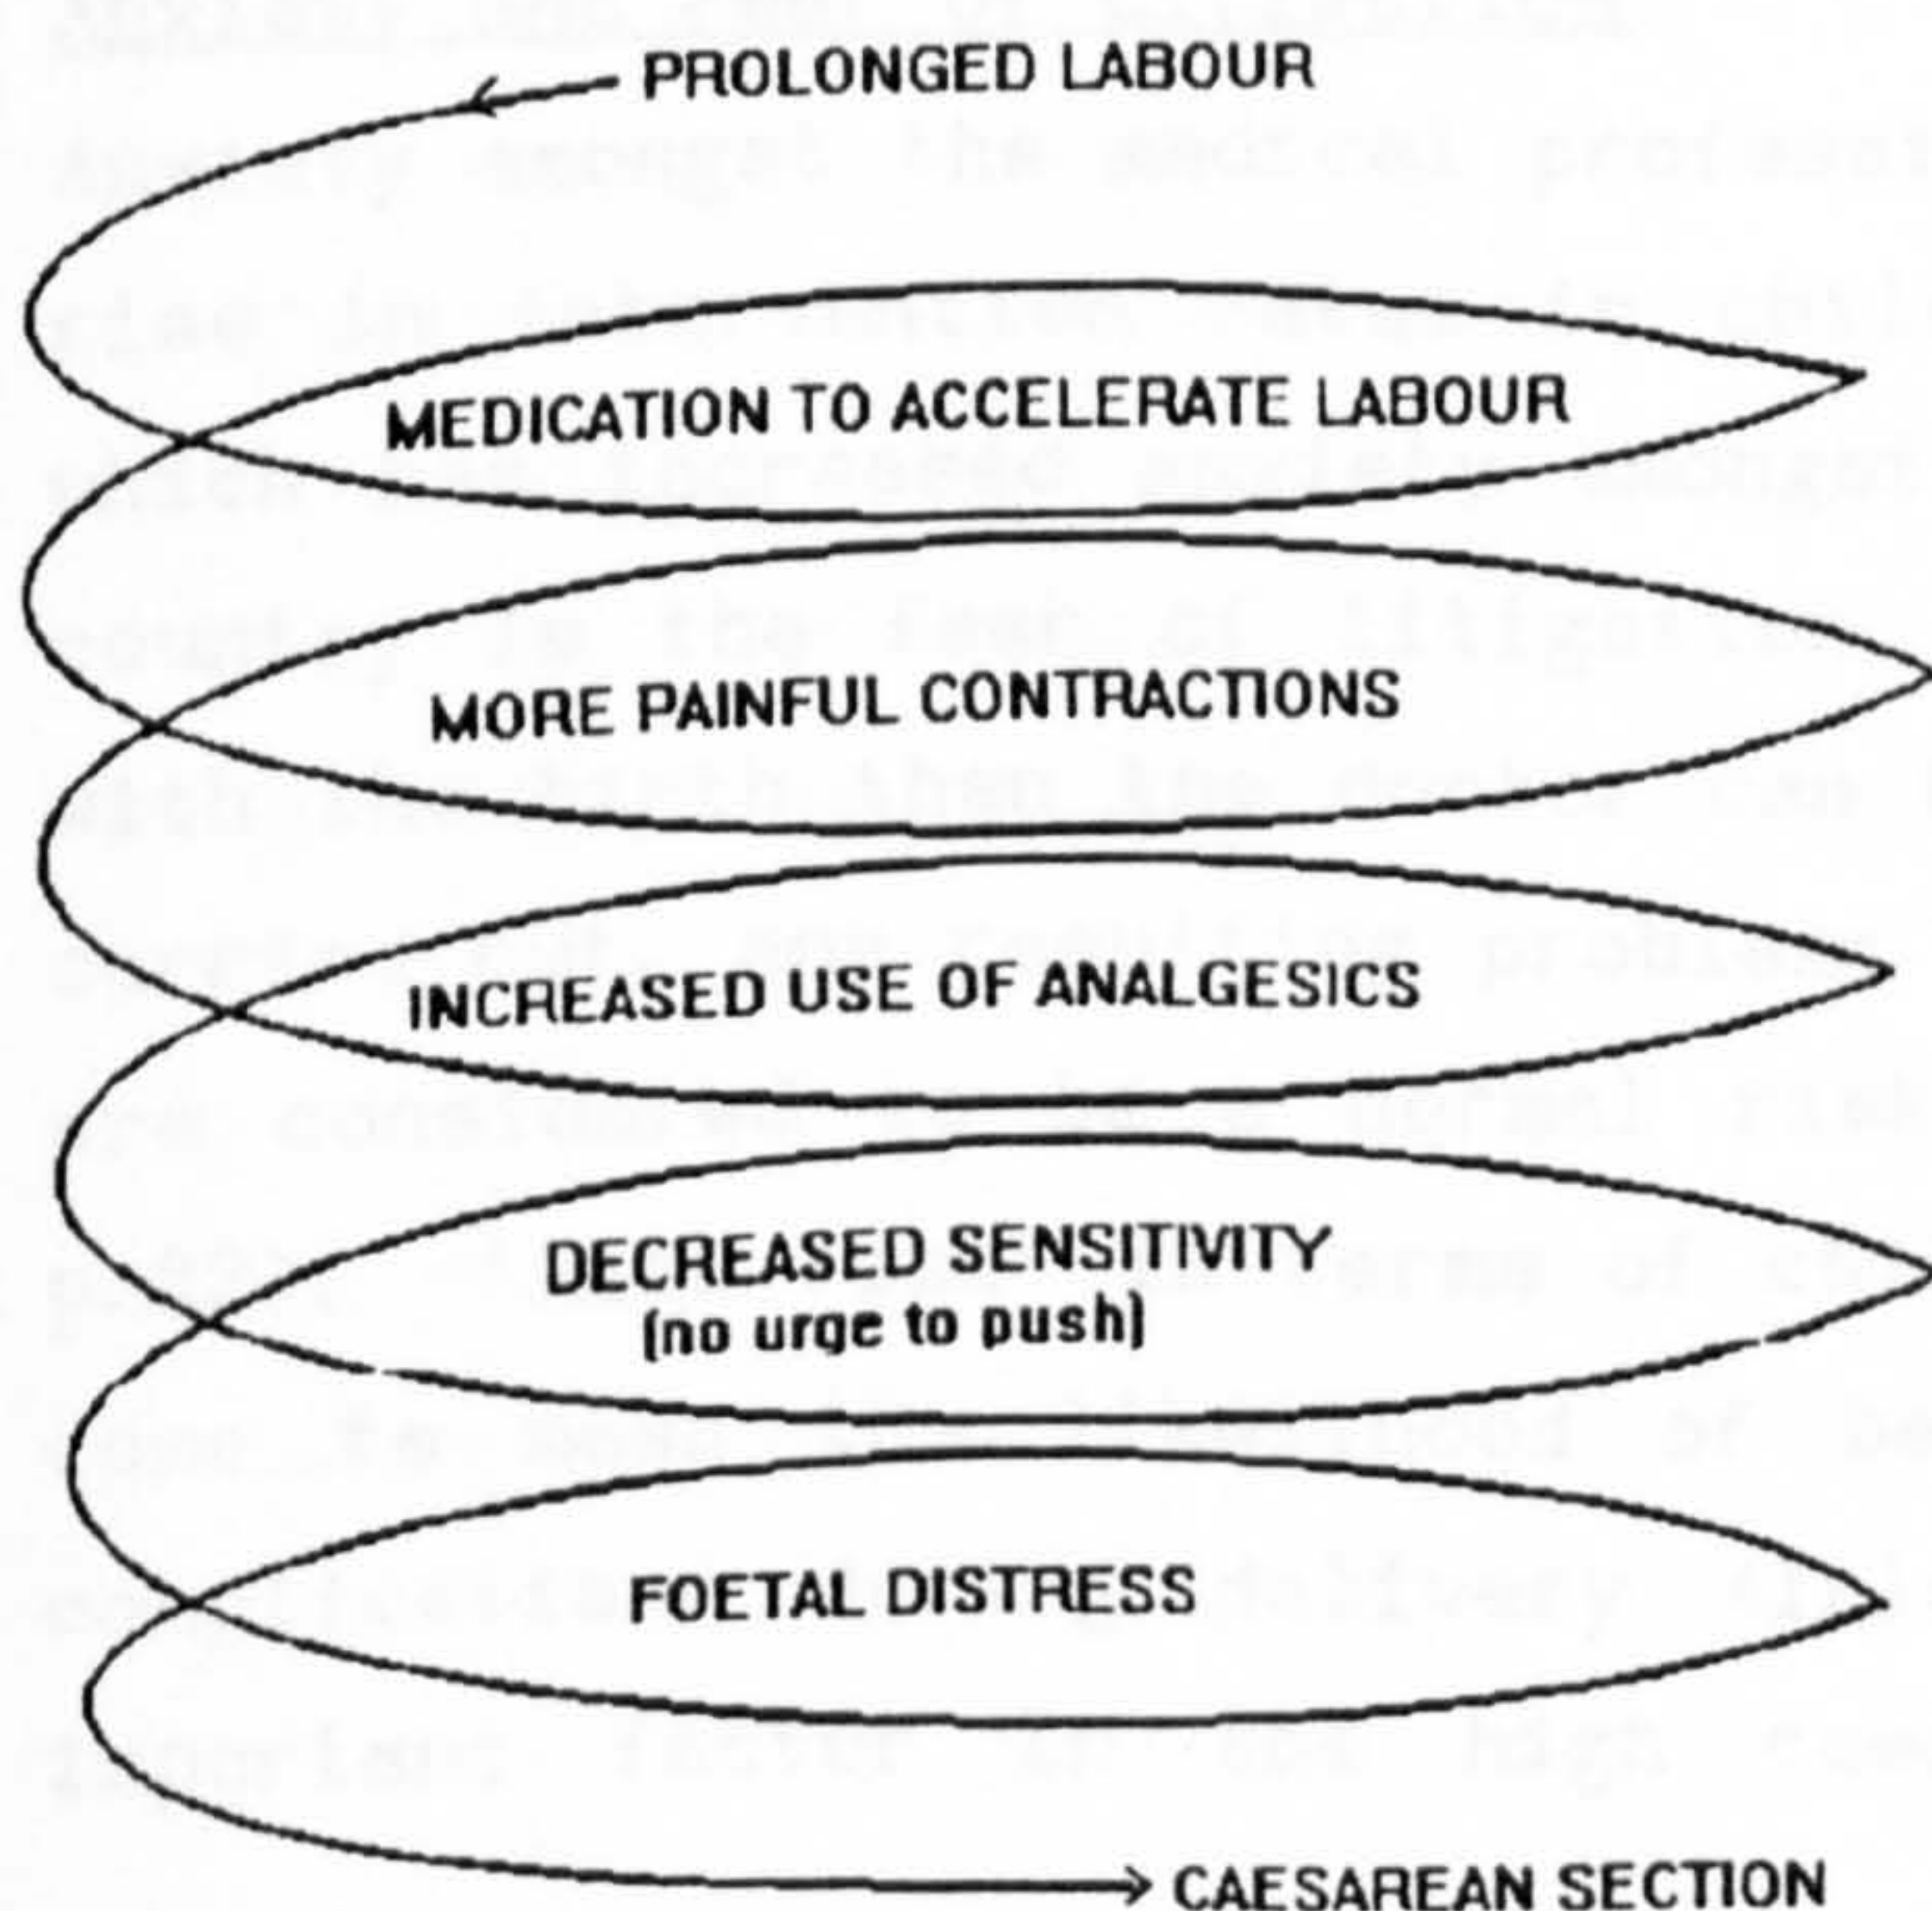 PROLONGED LABOUR
MEDICATION TO ACCELERATE LABOUR
MORE PAINFUL CONTRACTIONS
INCREASED USE OF ANALGESICS
DECREASED SENSITIVITY
(no urge to push)
FOETAL DISTRESS
CAESAREAN SECTION